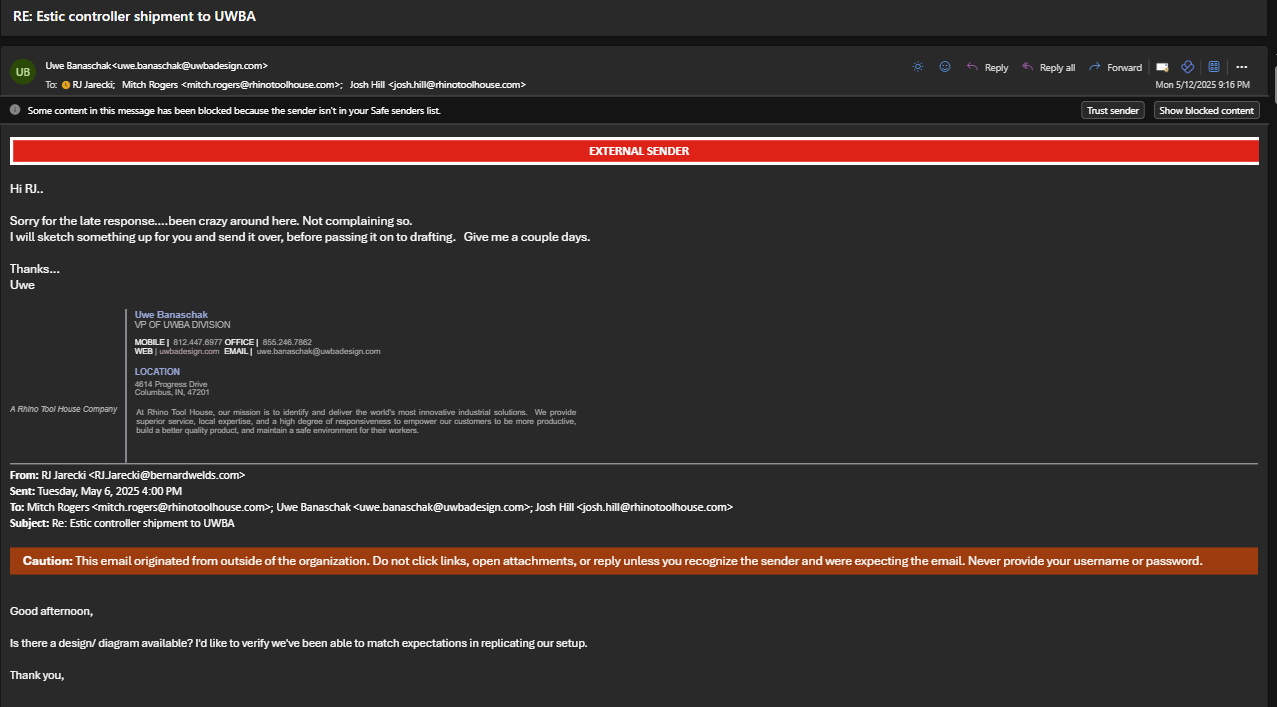 RE: Estic controller shipment to UWBA
UB
Uwe Banaschak<uwe.banaschak@uwbadesign.com>
To: RJ Jarecki; Mitch Rogers <mitch.rogers@rhinotoolhouse.com>; Josh Hill <josh.hill@rhinotoolhouse.com>
Reply
Reply all
Forward
Mon 5/12/2025 9:16 PM
Some content in this message has been blocked because the sender isn't in your Safe senders list.
Trust sender
Show blocked content
EXTERNAL SENDER
Hi RJ..
Sorry for the late response....been crazy around here. Not complaining so.
I will sketch something up for you and send it over, before passing it on to drafting. Give me a couple days.
Thanks...
Uwe
Uwe Banaschak
VP OF UWBA DIVISION
MOBILE | 812.447.6977 OFFICE | 855.246.7862
WEB | uwbadesign.com EMAIL | uwe.banaschak@uwbadesign.com
LOCATION
4614 Progress Drive
Columbus, IN, 47201
A Rhino Tool House Company
At Rhino Tool House, our mission is to identify and deliver the world's most innovative industrial solutions. We provide
superior service, local expertise, and a high degree of responsiveness to empower our customers to be more productive,
build a better quality product, and maintain a safe environment for their workers.
From: RJ Jarecki <RJ.Jarecki@bernardwelds.com>
Sent: Tuesday, May 6, 2025 4:00 PM
To: Mitch Rogers <mitch.rogers@rhinotoolhouse.com>; Uwe Banaschak <uwe.banaschak@uwbadesign.com>; Josh Hill <josh.hill@rhinotoolhouse.com>
Subject: Re: Estic controller shipment to UWBA
Caution: This email originated from outside of the organization. Do not click links, open attachments, or reply unless you recognize the sender and were expecting the email. Never provide your username or password.
Good afternoon,
Is there a design/ diagram available? I'd like to verify we've been able to match expectations in replicating our setup.
Thank you,